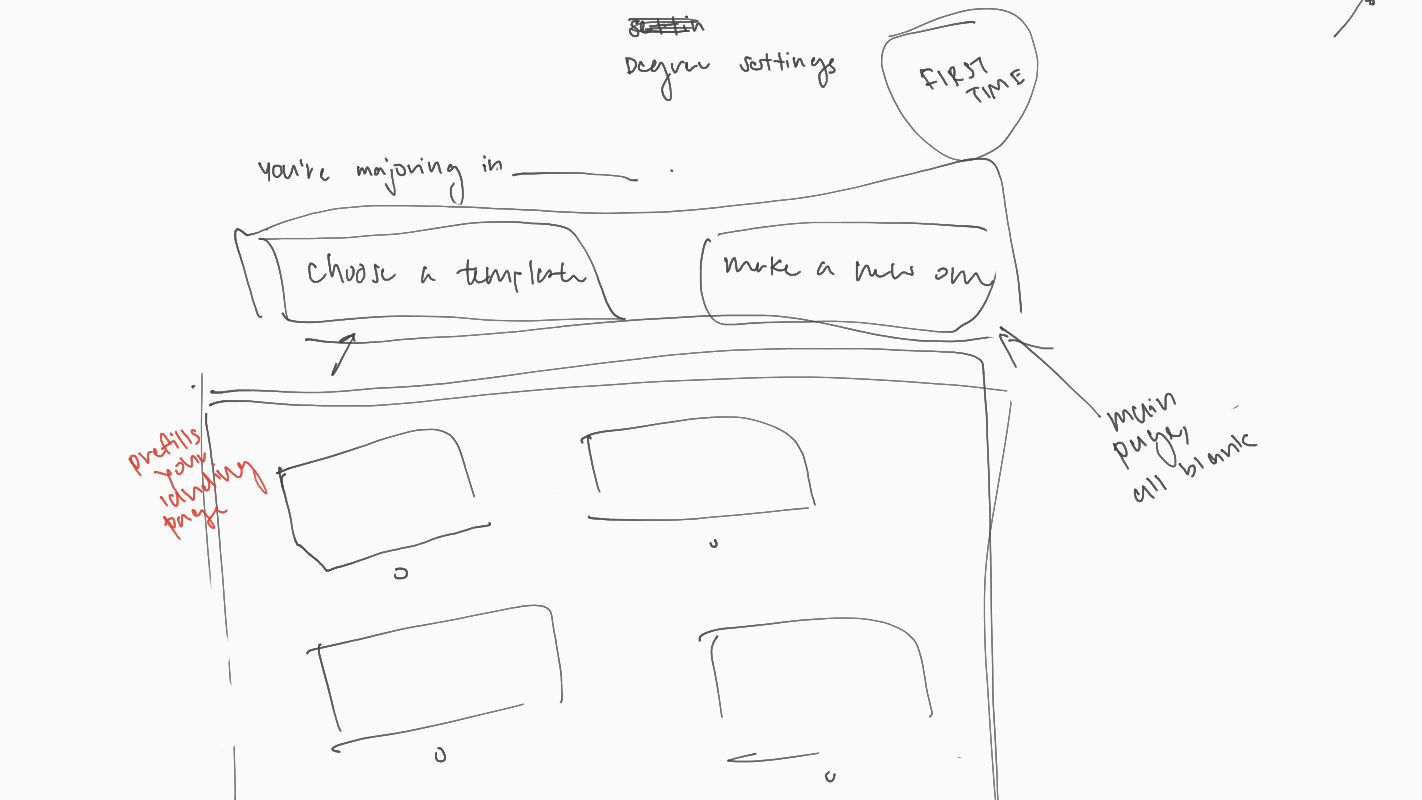 Degree settings
FIRST
TIME
you're majoring in
choose a template
make a new one
prefills
your
landing
page
main
page,
all blank